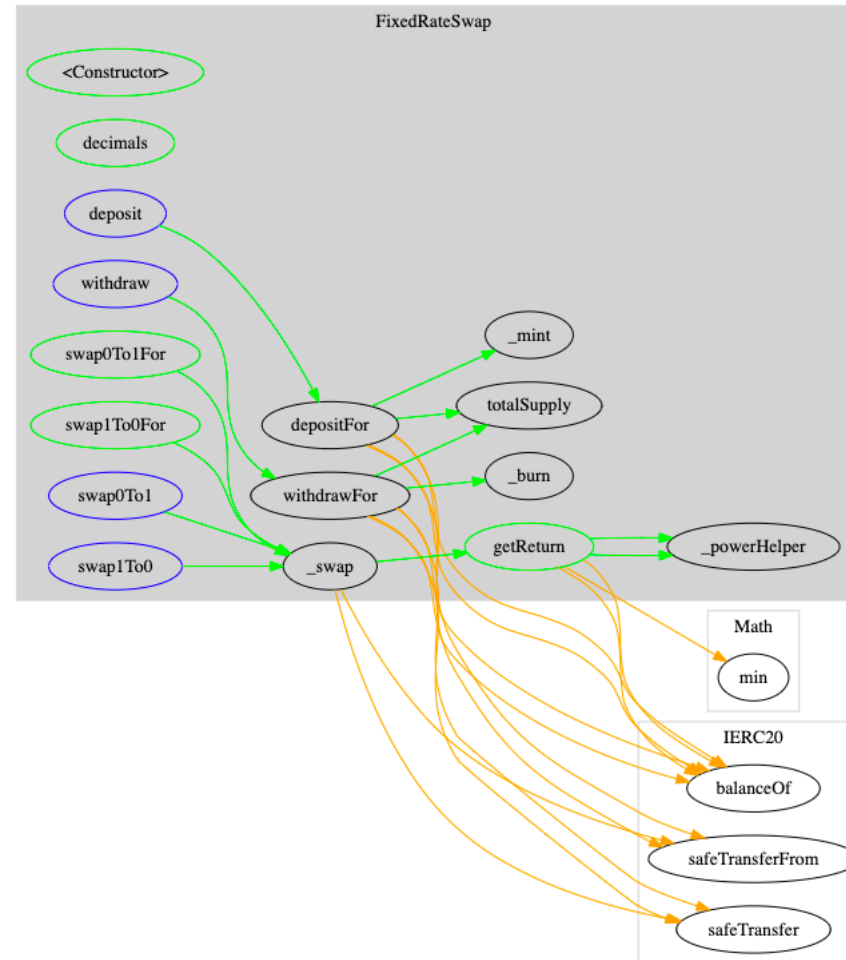 FixedRateSwap
<Constructor>
decimals
deposit
withdraw
swap0To1For
swap1To0For
swap0To1
swap1To0
depositFor
withdrawFor
_swap
_mint
totalSupply
_burn
getReturn
_powerHelper
Math
min
IERC20
balanceOf
safeTransferFrom
safeTransfer